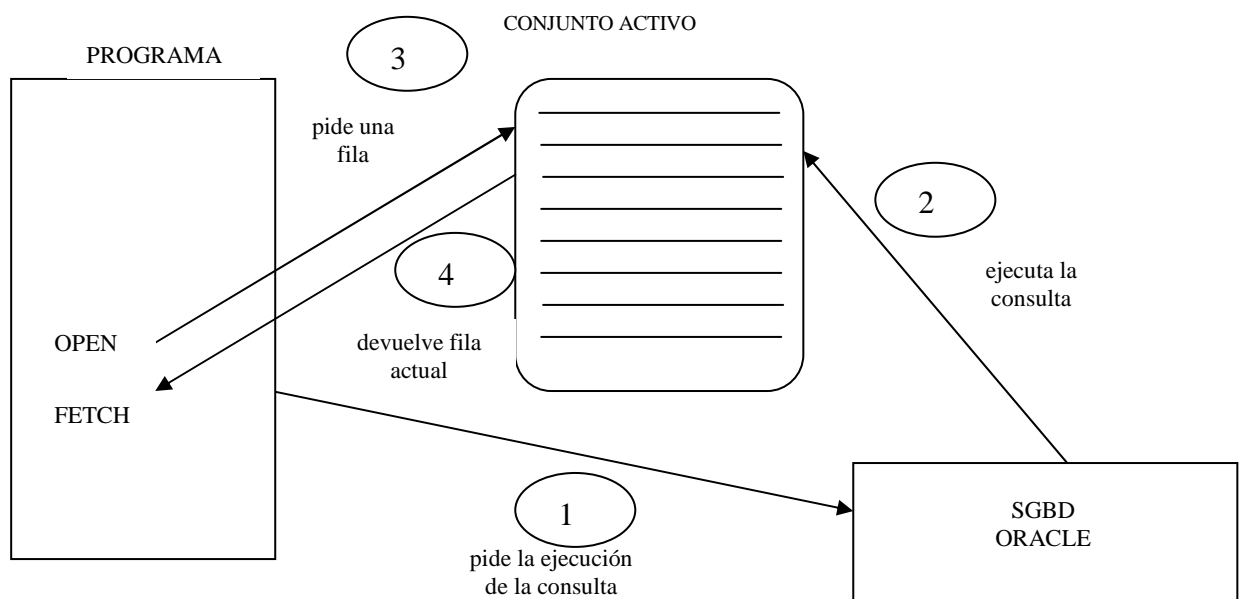 CONJUNTO ACTIVO
PROGRAMA
3
pide una
fila
2
ejecuta la
consulta
4
devuelve fila
actual
OPEN
FETCH
1
pide la ejecución
de la consulta
SGBD
ORACLE